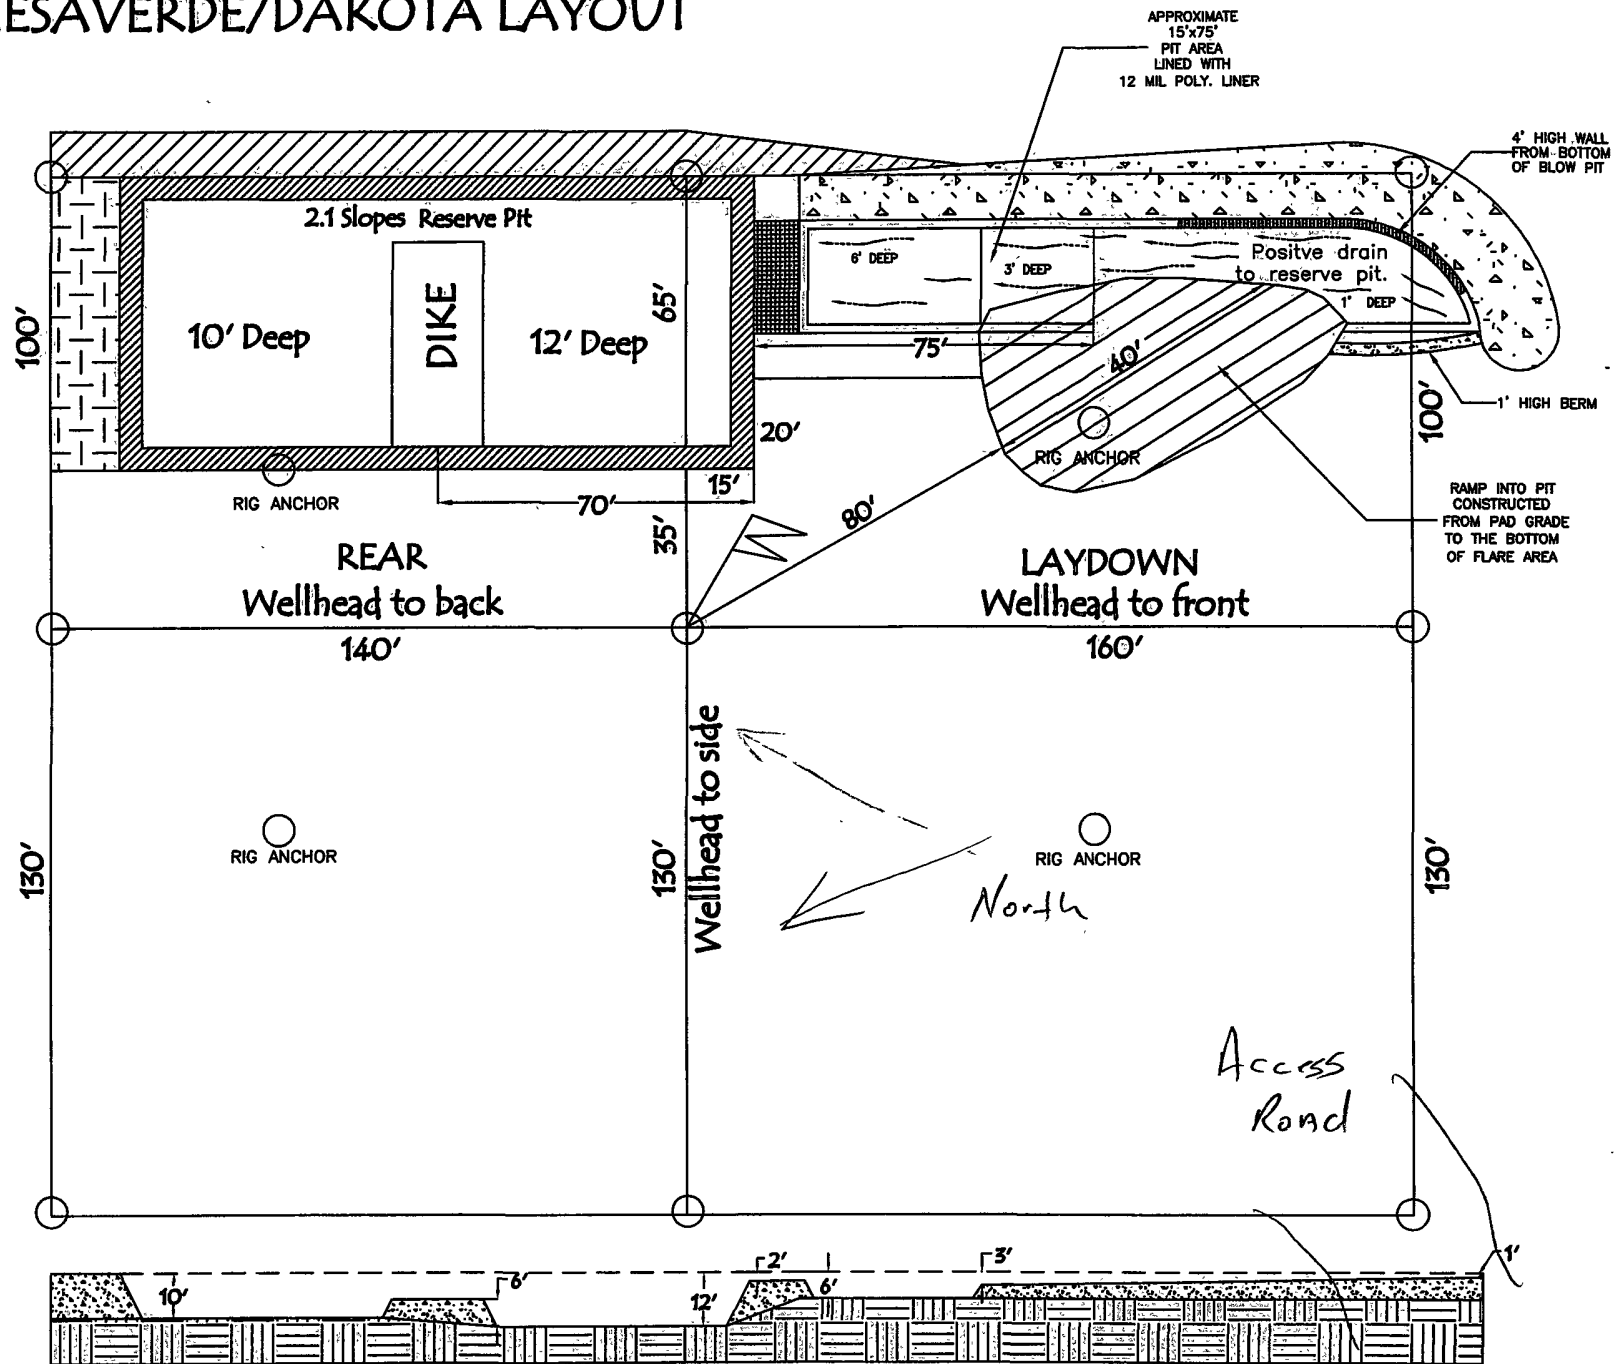 ESAVERDE/DAKOTA LAYOUT
APPROXIMATE
15'x75'
PIT AREA
LINED WITH
12 MIL POLY. LINER
4' HIGH WALL
FROM BOTTOM
OF BLOW PIT
2.1 Slopes Reserve Pit
6' DEEP
3' DEEP
Positve drain
to reserve pit.
1' DEEP
100'
10' Deep
DIKE
12' Deep
65'
75'
40'
1' HIGH BERM
100'
20'
RIG ANCHOR
RIG ANCHOR
15'
70'
80'
35'
RAMP INTO PIT
CONSTRUCTED
FROM PAD GRADE
TO THE BOTTOM
OF FLARE AREA
REAR
Wellhead to back
140'
LAYDOWN
Wellhead to front
160'
Wellhead to side
130'
130'
130'
RIG ANCHOR
RIG ANCHOR
North
Access
Road
10'
6'
12'
2'
6'
3'
1'